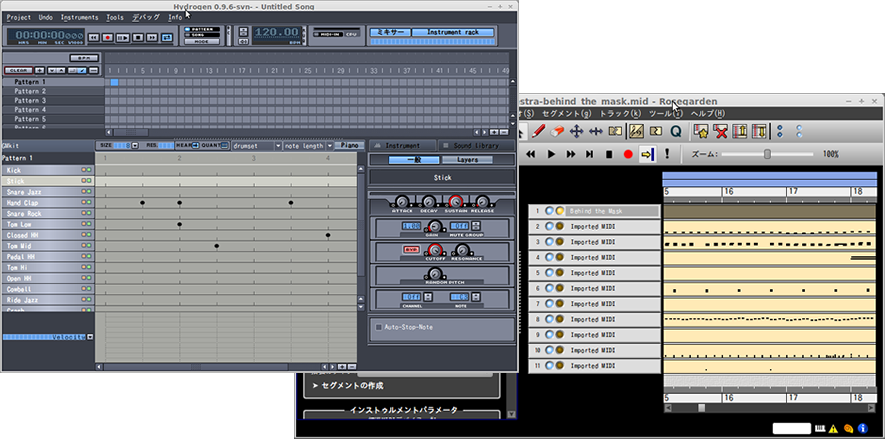 Hydrogen 0.9.6-svn- - Untitled Song
Project Undo Instruments Tools デバッグ Info
00:00:00:000
HRS MIN SEC 1/1000
PATTERN
SONG
MODE
120.00
BPM
MIDI-IN CPU
ミキサー Instrument rack
BPM
CLEAR
1 5 9 13 17 21 25 29 33 37 41 45 49
Pattern 1
Pattern 2
Pattern 3
Pattern 4
Pattern 5
GMkit
SIZE RES. HEAR QUANT drumset note length Piano
Pattern 1
1 2 3 4
Kick
Stick
Snare Jazz
Hand Clap
Snare Rock
Tom Low
Closed HH
Tom Mid
Pedal HH
Tom Hi
Open HH
Cowbell
Ride Jazz
Crash
Velocity
Instrument Sound library
一般 Layers
Stick
ATTACK DECAY SUSTAIN RELEASE
1.00 GAIN Off MUTE GROUP
BYP CUTOFF RESONANCE
RANDOM PITCH
Off CHANNEL C3 NOTE
Auto-Stop-Note
stra-behind the mask.mid - Rosegarden
(S) セグメント(g) トラック(k) ツール(T) ヘルプ(H)
ズーム: 100%
5 16 17 18
1 Behind the Mask
2 Imported MIDI
3 Imported MIDI
4 Imported MIDI
5 Imported MIDI
6 Imported MIDI
7 Imported MIDI
8 Imported MIDI
9 Imported MIDI
10 Imported MIDI
11 Imported MIDI
5 16 17 18
➤ セグメントの作成
インストゥルメントパラメータ